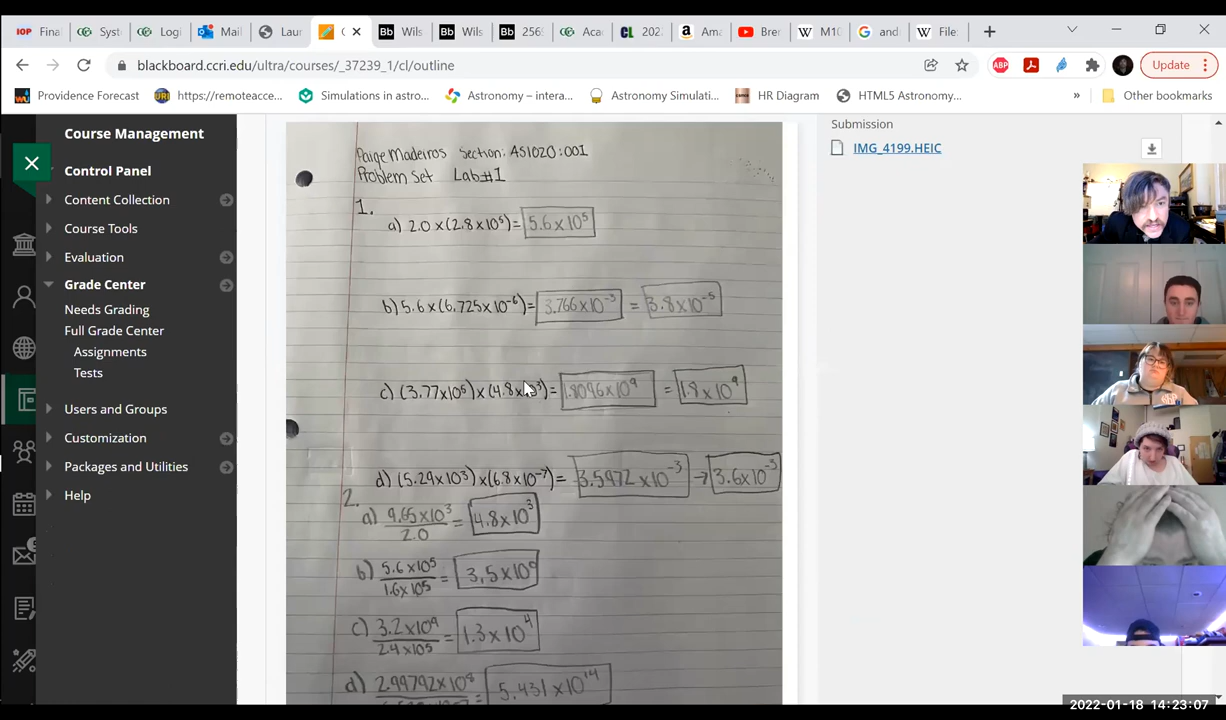 Final
Syst
Logi
Mail
Laur
C
Wils
Wils
256
Aca
202
Ama
Bren
M10
and
File:
blackboard.ccri.edu/ultra/courses/_37239_1/cl/outline
Update
Providence Forecast
https://remoteacce...
Simulations in astro...
Astronomy – intera...
Astronomy Simulati...
HR Diagram
HTML5 Astronomy...
»
Other bookmarks
Course Management
Control Panel
Content Collection
Course Tools
Evaluation
Grade Center
Needs Grading
Full Grade Center
Assignments
Tests
Users and Groups
Customization
Packages and Utilities
Help
Paige Madeiros Section: AS1020:001
Problem Set Lab#1
1.
a) 2.0 x (2.8 x 10⁵) = 5.6 x 10⁵
b) 5.6 x (6.725 x 10⁻⁶) = 3.766 x 10⁻⁵ = 3.8 x 10⁻⁵
c) (3.77 x 10⁵) x (4.8 x 10³) = 1.8096 x 10⁹ = 1.8 x 10⁹
d) (5.29 x 10³) x (6.8 x 10⁻⁷) = 3.5972 x 10⁻³ → 3.6 x 10⁻³
2.
a) 9.65 x 10³ = 4.8 x 10³
2.0
b) 5.6 x 10⁵ = 3.5 x 10⁰
1.6 x 10⁵
c) 3.2 x 10⁹ = 1.3 x 10⁴
2.4 x 10⁵
d) 2.99792 x 10⁸ = 5.431 x 10¹⁴
Submission
IMG_4199.HEIC
2022-01-18 14:23:07